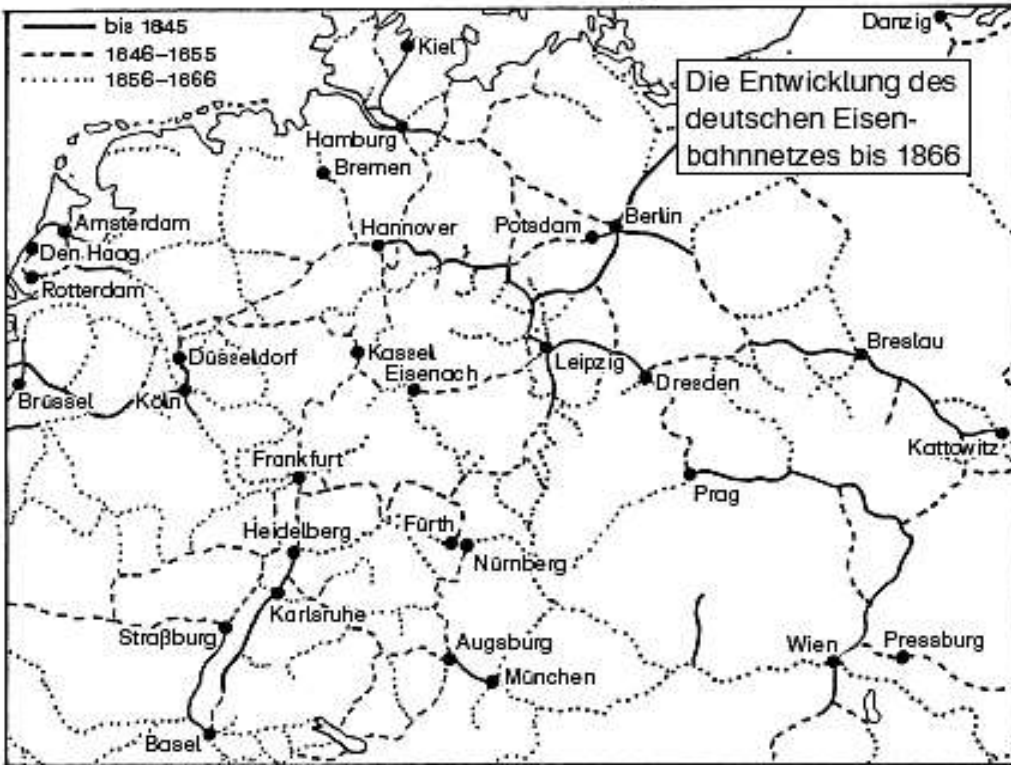 bis 1845
1846–1855
1856–1866
Die Entwicklung des
deutschen Eisen-
bahnnetzes bis 1866
Danzig
Kiel
Hamburg
Bremen
Amsterdam
Hannover
Potsdam
Berlin
Den Haag
Rotterdam
Düsseldorf
Kassel
Eisenach
Leipzig
Dresden
Breslau
Brüssel
Köln
Kattowitz
Frankfurt
Prag
Heidelberg
Fürth
Nürnberg
Karlsruhe
Straßburg
Augsburg
München
Wien
Pressburg
Basel